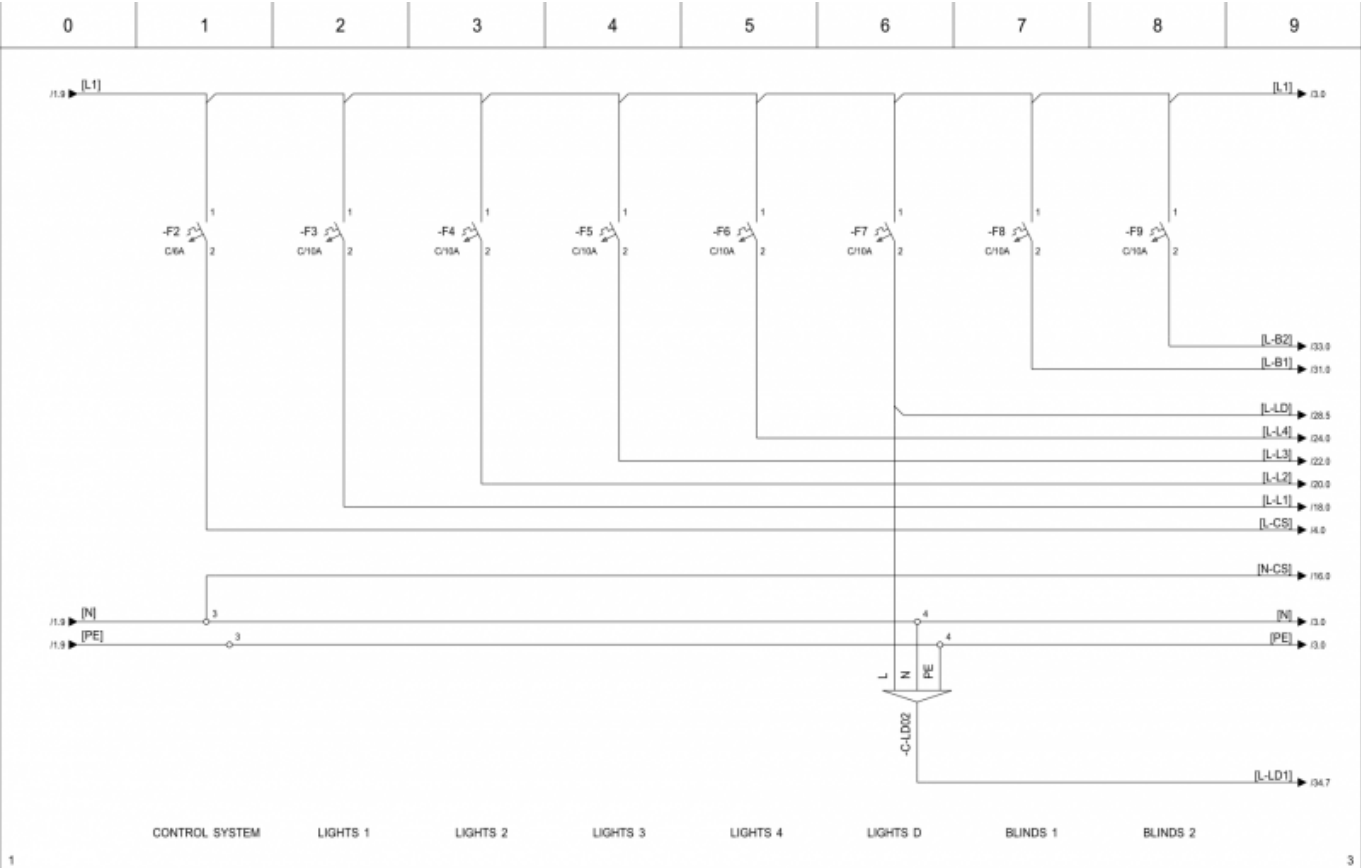 0 1 2 3 4 5 6 7 8 9
/1.9 [L1] [L1] /3.0
1 1 1 1 1 1 1 1
-F2 -F3 -F4 -F5 -F6 -F7 -F8 -F9
C/6A 2 C/10A 2 C/10A 2 C/10A 2 C/10A 2 C/10A 2 C/10A 2 C/10A 2
[L-B2] /33.0
[L-B1] /31.0
[L-LD] /28.5
[L-L4] /24.0
[L-L3] /22.0
[L-L2] /20.0
[L-L1] /18.0
[L-CS] /4.0
[N-CS] /16.0
/1.9 [N] 3 4 [N] /3.0
/1.9 [PE] 3 4 [PE] /3.0
L N PE
-C-LD02
[L-LD1] /34.7
CONTROL SYSTEM LIGHTS 1 LIGHTS 2 LIGHTS 3 LIGHTS 4 LIGHTS D BLINDS 1 BLINDS 2
1 3